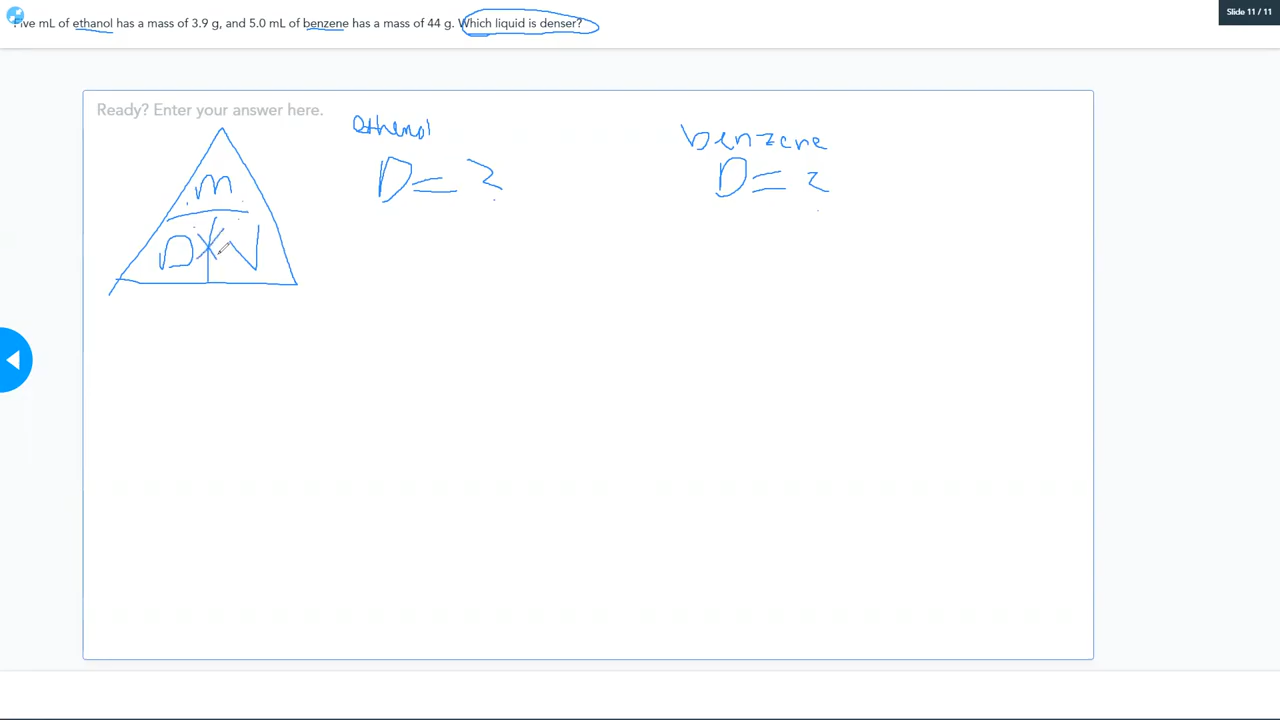 Five mL of ethanol has a mass of 3.9 g, and 5.0 mL of benzene has a mass of 44 g. Which liquid is denser?
Slide 11 / 11
Ready? Enter your answer here.
ethenol
benzene
D = ?
D = ?
m
D X V